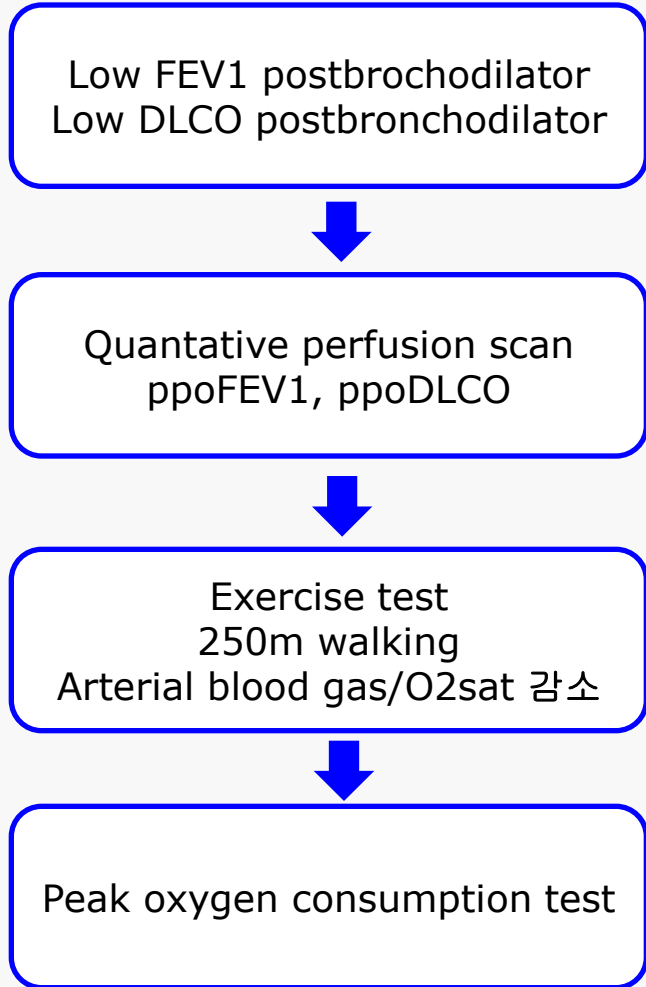 Low FEV1 postbrochodilator
Low DLCO postbronchodilator
Quantative perfusion scan
ppoFEV1, ppoDLCO
Exercise test
250m walking
Arterial blood gas/O2sat 감소
Peak oxygen consumption test